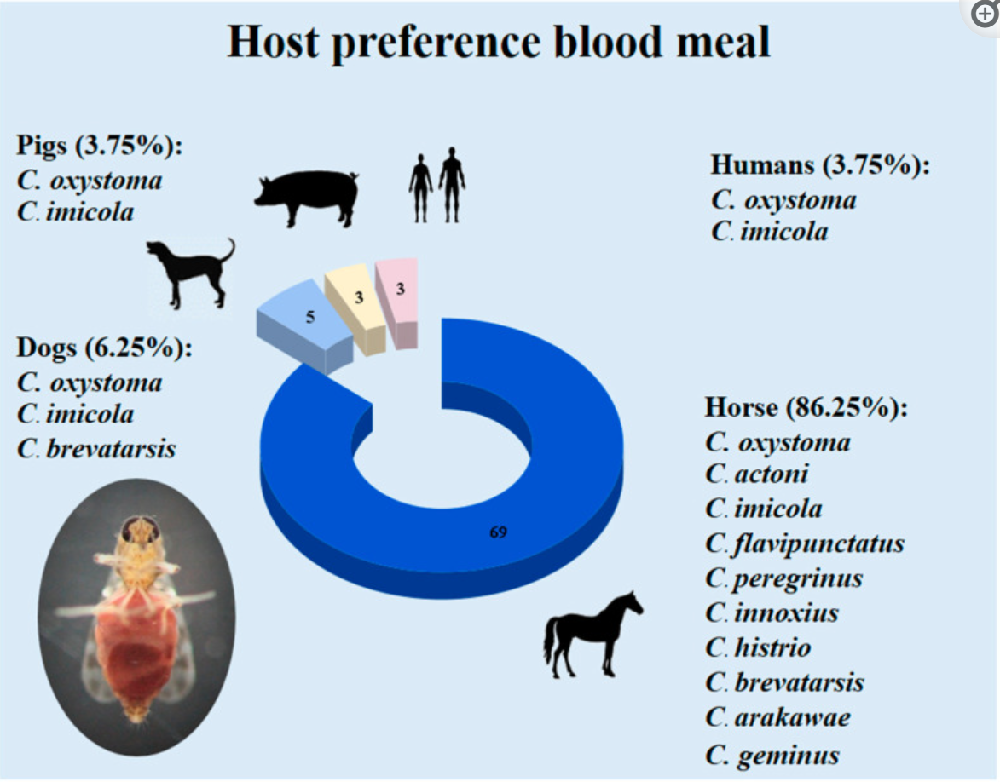 Host preference blood meal
Pigs (3.75%):
C. oxystoma
C. imicola
Humans (3.75%):
C. oxystoma
C. imicola
3
3
5
Dogs (6.25%):
C. oxystoma
C. imicola
C. brevatarsis
69
Horse (86.25%):
C. oxystoma
C. actoni
C. imicola
C. flavipunctatus
C. peregrinus
C. innoxius
C. histrio
C. brevatarsis
C. arakawae
C. geminus